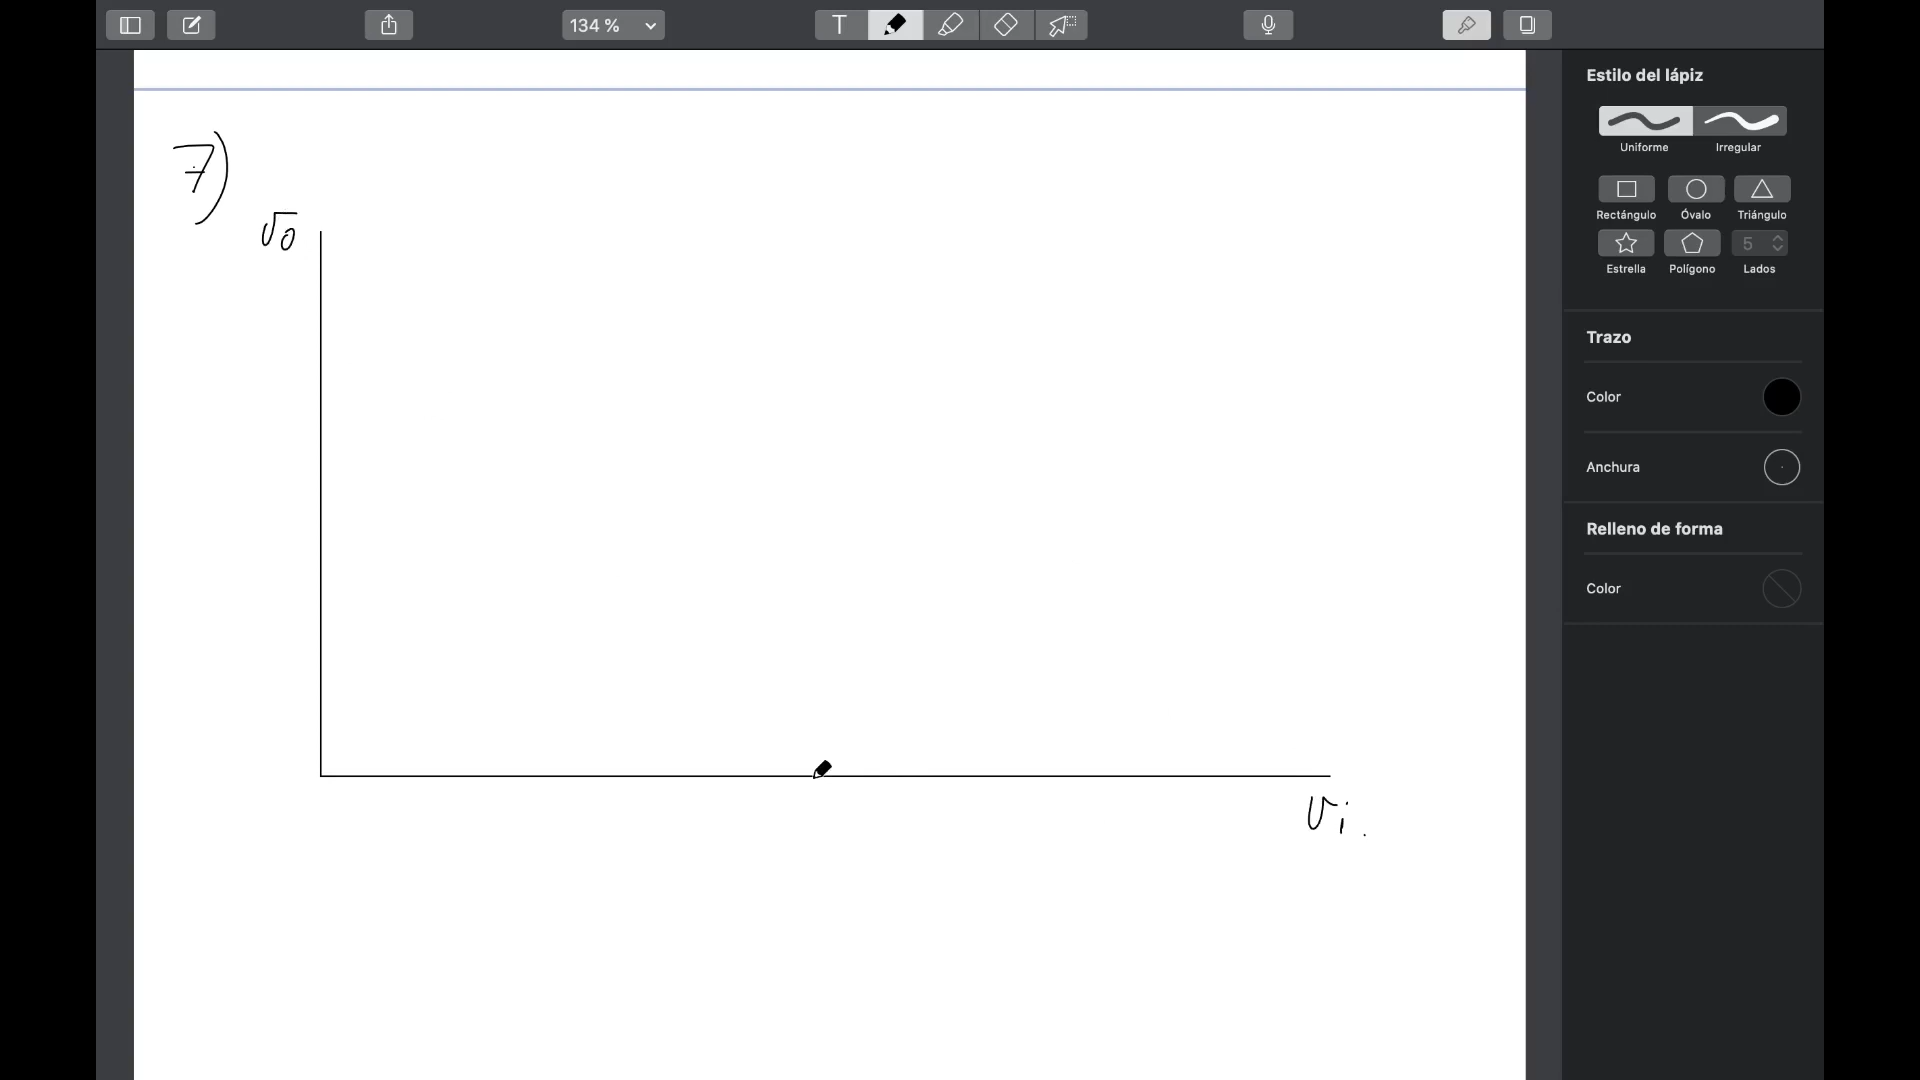 134 %
T
Estilo del lápiz
Uniforme Irregular
Rectángulo Óvalo Triángulo
5
Estrella Polígono Lados
Trazo
Color
Anchura
Relleno de forma
Color
7)
vo
vi.